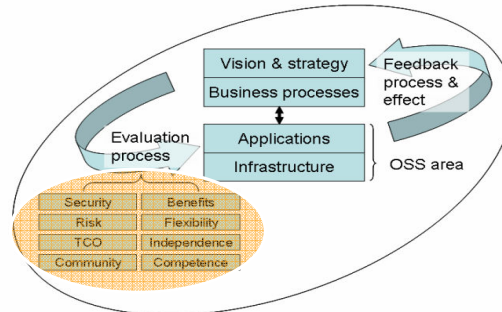 Vision & strategy
Business processes
Feedback
process &
effect
Evaluation
process
Applications
Infrastructure
OSS area
Security
Benefits
Risk
Flexibility
TCO
Independence
Community
Competence